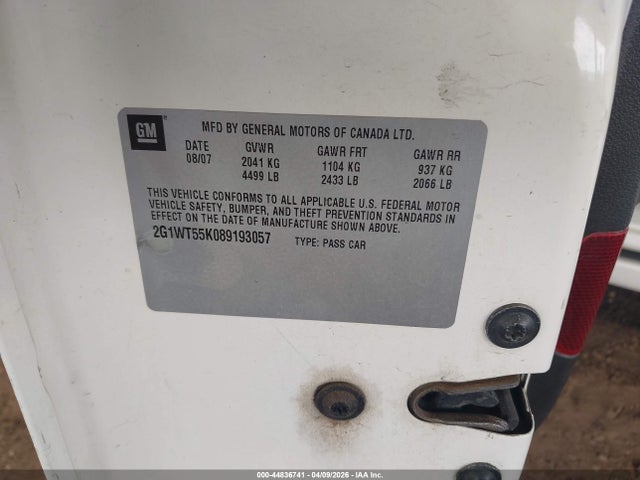 GM
MFD BY GENERAL MOTORS OF CANADA LTD.
DATE GVWR GAWR FRT GAWR RR
08/07 2041 KG 1104 KG 937 KG
4499 LB 2433 LB 2066 LB
THIS VEHICLE CONFORMS TO ALL APPLICABLE U.S. FEDERAL MOTOR
VEHICLE SAFETY, BUMPER, AND THEFT PREVENTION STANDARDS IN
EFFECT ON THE DATE OF MANUFACTURE SHOWN ABOVE.
2G1WT55K089193057 TYPE: PASS CAR
000-44836741 - 04/09/2026 - IAA Inc.